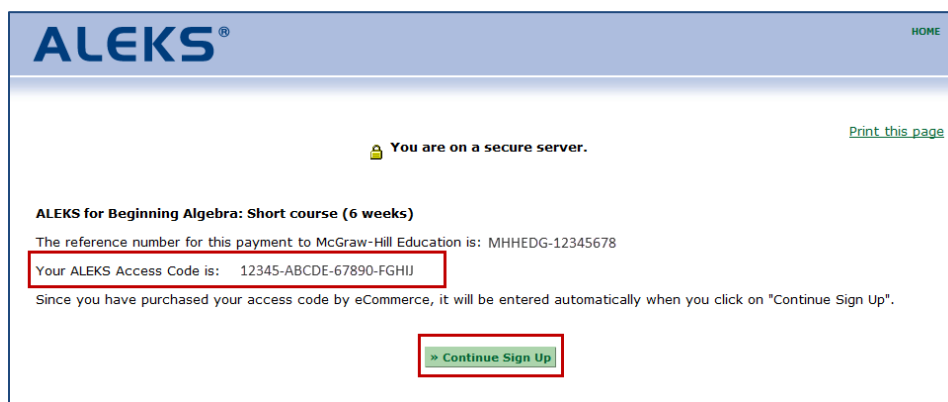 ALEKS®
HOME
Print this page
You are on a secure server.
ALEKS for Beginning Algebra: Short course (6 weeks)
The reference number for this payment to McGraw-Hill Education is: MHHEDG-12345678
Your ALEKS Access Code is: 12345-ABCDE-67890-FGHIJ
Since you have purchased your access code by eCommerce, it will be entered automatically when you click on "Continue Sign Up".
» Continue Sign Up